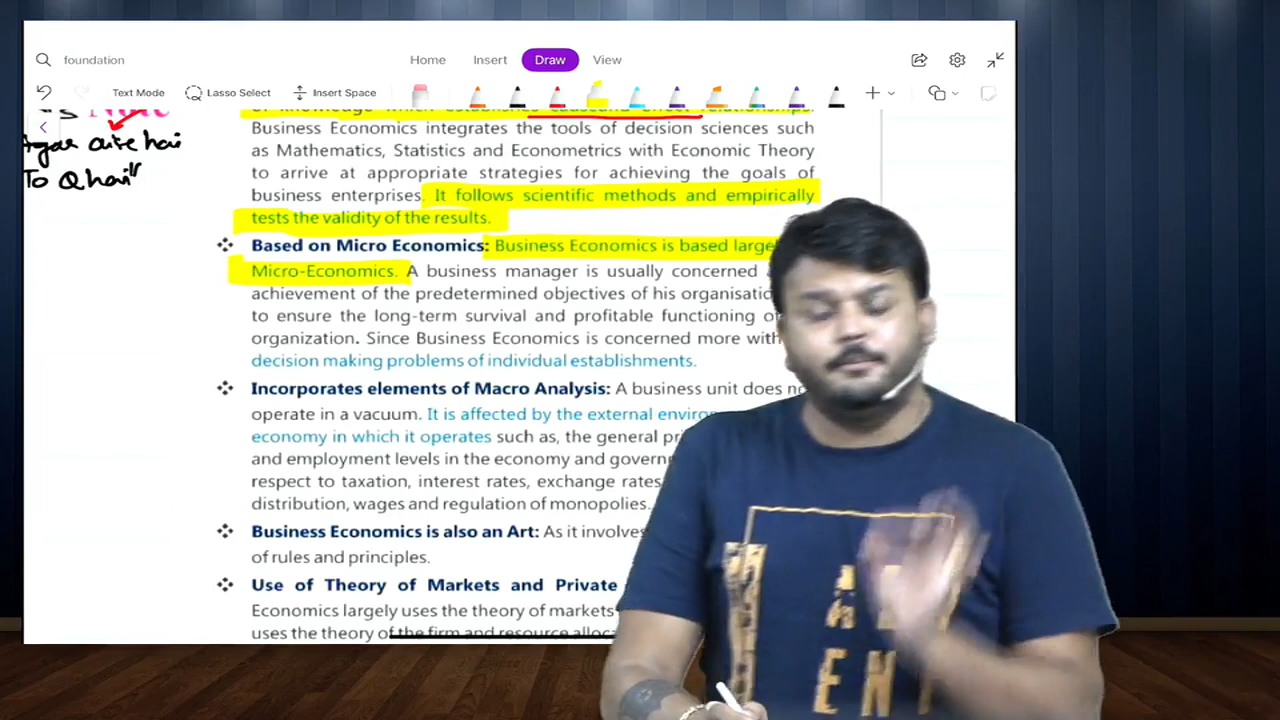 foundation
Home Insert Draw View
Text Mode Lasso Select Insert Space
relationships.
Business Economics integrates the tools of decision sciences such
as Mathematics, Statistics and Econometrics with Economic Theory
to arrive at appropriate strategies for achieving the goals of
business enterprises. It follows scientific methods and empirically
tests the validity of the results.
hai
To Q hai
Based on Micro Economics: Business Economics is based
Micro-Economics. A business manager is usually concerned
achievement of the predetermined objectives of his
to ensure the long-term survival and profitable functioning
organization. Since Business Economics is concerned more with
decision making problems of individual establishments.
Incorporates elements of Macro Analysis: A business unit does
operate in a vacuum. It is affected by the external
economy in which it operates such as, the general
and employment levels in the economy and
respect to taxation, interest rates, exchange rates
distribution, wages and regulation of monopolies.
Business Economics is also an Art: As it involves
of rules and principles.
Use of Theory of Markets and Private
Economics largely uses the theory of markets
uses the theory of the firm and resource
A
E N